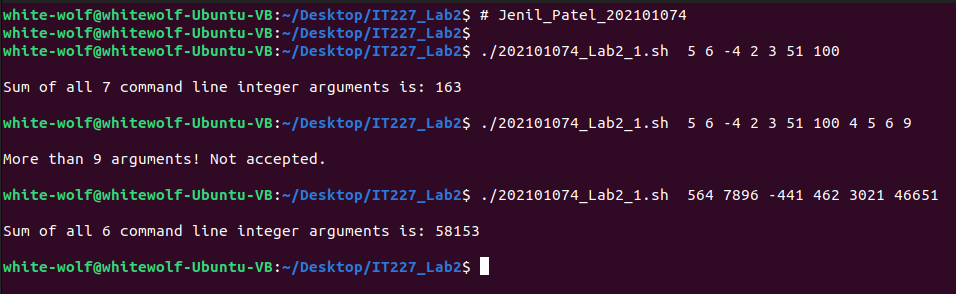 white-wolf@whitewolf-Ubuntu-VB:~/Desktop/IT227_Lab2$ # Jenil_Patel_202101074
white-wolf@whitewolf-Ubuntu-VB:~/Desktop/IT227_Lab2$
white-wolf@whitewolf-Ubuntu-VB:~/Desktop/IT227_Lab2$ ./202101074_Lab2_1.sh  5 6 -4 2 3 51 100
Sum of all 7 command line integer arguments is: 163
white-wolf@whitewolf-Ubuntu-VB:~/Desktop/IT227_Lab2$ ./202101074_Lab2_1.sh  5 6 -4 2 3 51 100 4 5 6 9
More than 9 arguments! Not accepted.
white-wolf@whitewolf-Ubuntu-VB:~/Desktop/IT227_Lab2$ ./202101074_Lab2_1.sh  564 7896 -441 462 3021 46651
Sum of all 6 command line integer arguments is: 58153
white-wolf@whitewolf-Ubuntu-VB:~/Desktop/IT227_Lab2$